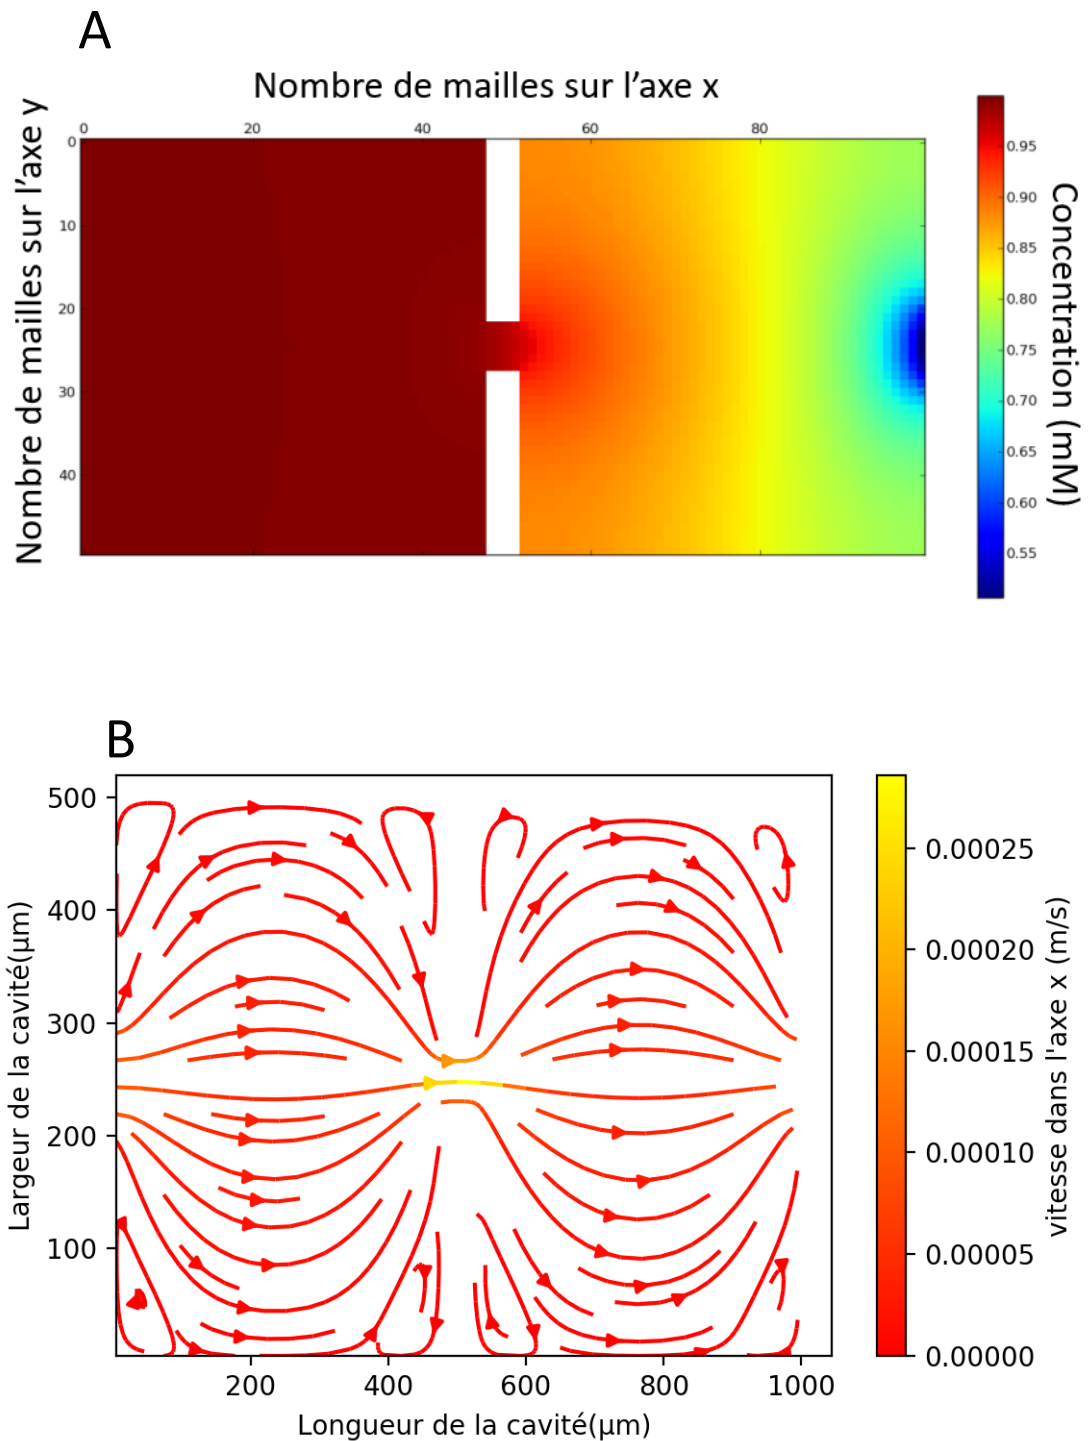 A
Nombre de mailles sur l’axe x
Nombre de mailles sur l’axe y
0 20 40 60 80
0
10
20
30
40
0.95
0.90
0.85
0.80
0.75
0.70
0.65
0.60
0.55
Concentration (mM)
B
Largeur de la cavité(μm)
500
400
300
200
100
200 400 600 800 1000
Longueur de la cavité(μm)
0.00025
0.00020
0.00015
0.00010
0.00005
0.00000
vitesse dans l'axe x (m/s)